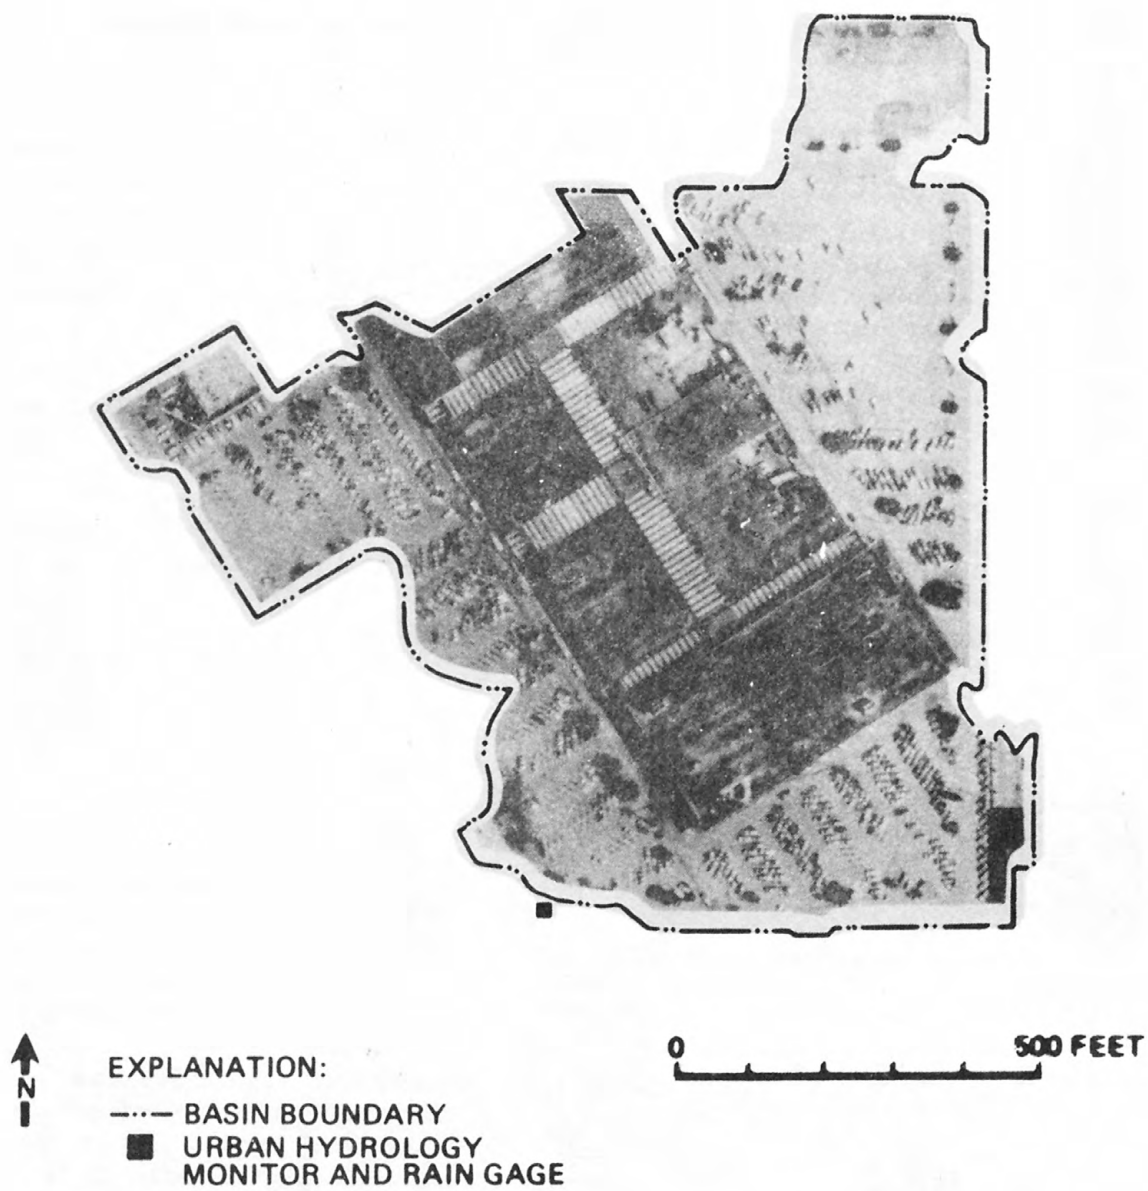 0 500 FEET
N
EXPLANATION:
BASIN BOUNDARY
URBAN HYDROLOGY
MONITOR AND RAIN GAGE